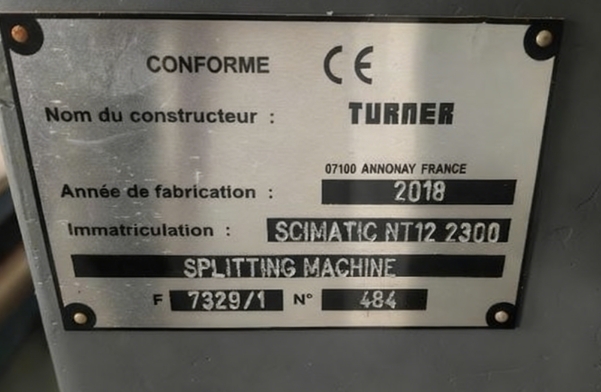 CONFORME CE
Nom du constructeur : TURNER
07100 ANNONAY FRANCE
Année de fabrication : 2018
Immatriculation : SCIMATIC NT12 2300
SPLITTING MACHINE
F 7329/1 N° 484